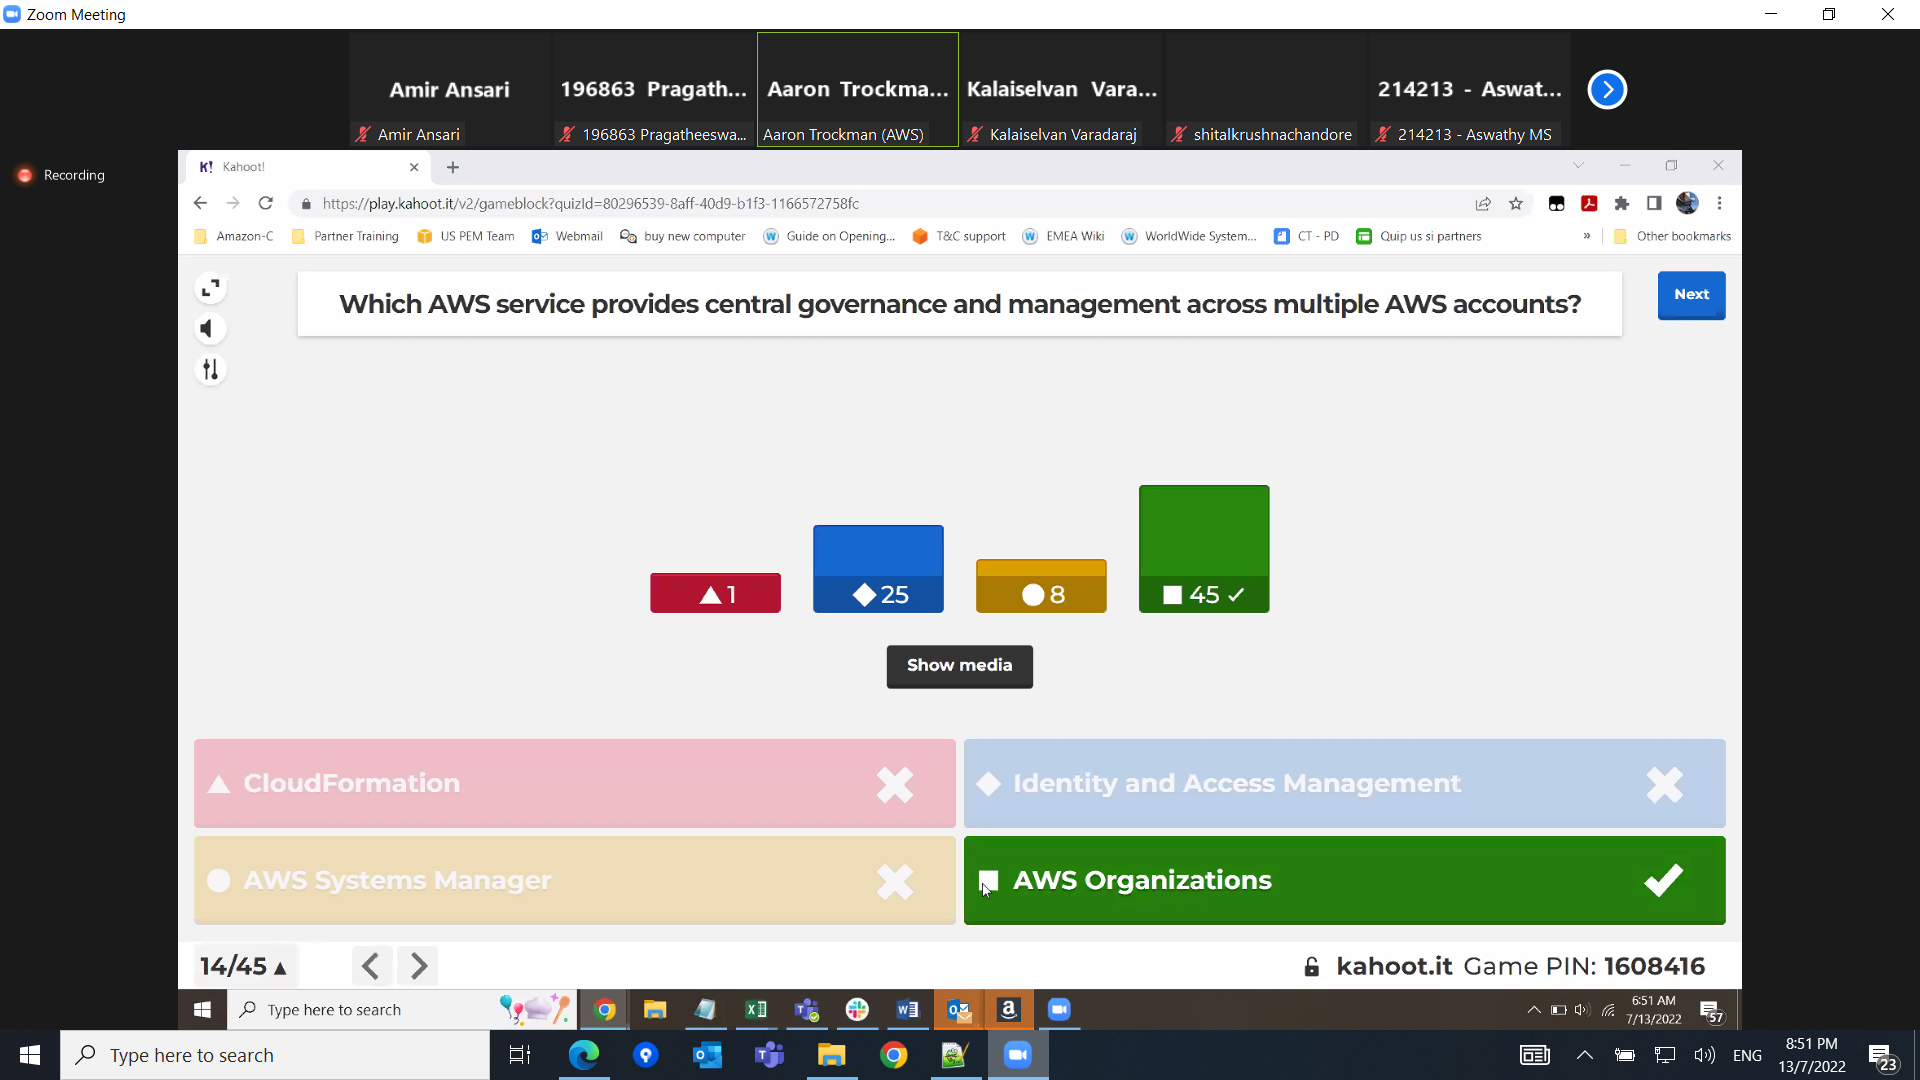 Zoom Meeting
Amir Ansari
196863 Pragath...
Aaron Trockma...
Kalaiselvan Vara...
214213 - Aswat...
Amir Ansari
196863 Pragatheeswa...
Aaron Trockman (AWS)
Kalaiselvan Varadaraj
shitalkrushnachandore
214213 - Aswathy MS
Recording
K! Kahoot!
https://play.kahoot.it/v2/gameblock?quizId=80296539-8aff-40d9-b1f3-1166572758fc
Amazon-C
Partner Training
US PEM Team
Webmail
buy new computer
Guide on Opening...
T&C support
EMEA Wiki
WorldWide System...
CT - PD
Quip us si partners
»
Other bookmarks
Which AWS service provides central governance and management across multiple AWS accounts?
Next
1
25
8
45
Show media
CloudFormation
Identity and Access Management
AWS Systems Manager
AWS Organizations
14/45
kahoot.it Game PIN: 1608416
Type here to search
6:51 AM
7/13/2022
57
Type here to search
ENG
8:51 PM
13/7/2022
23